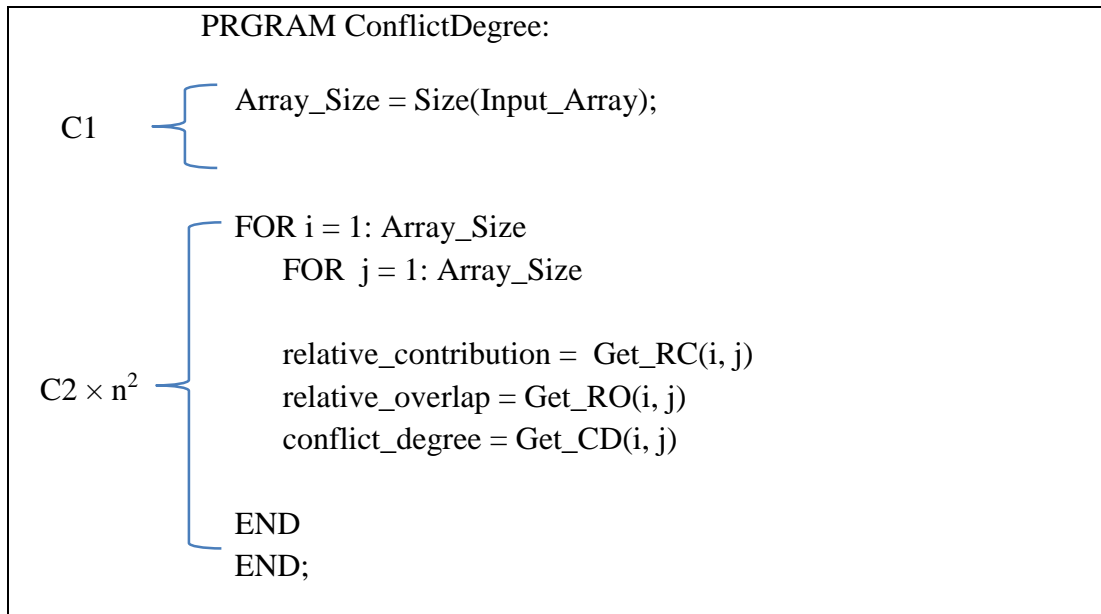 PRGRAM ConflictDegree:
Array_Size = Size(Input_Array);
C1
FOR i = 1: Array_Size
FOR j = 1: Array_Size
relative_contribution = Get_RC(i, j)
C2 × n²
relative_overlap = Get_RO(i, j)
conflict_degree = Get_CD(i, j)
END
END;